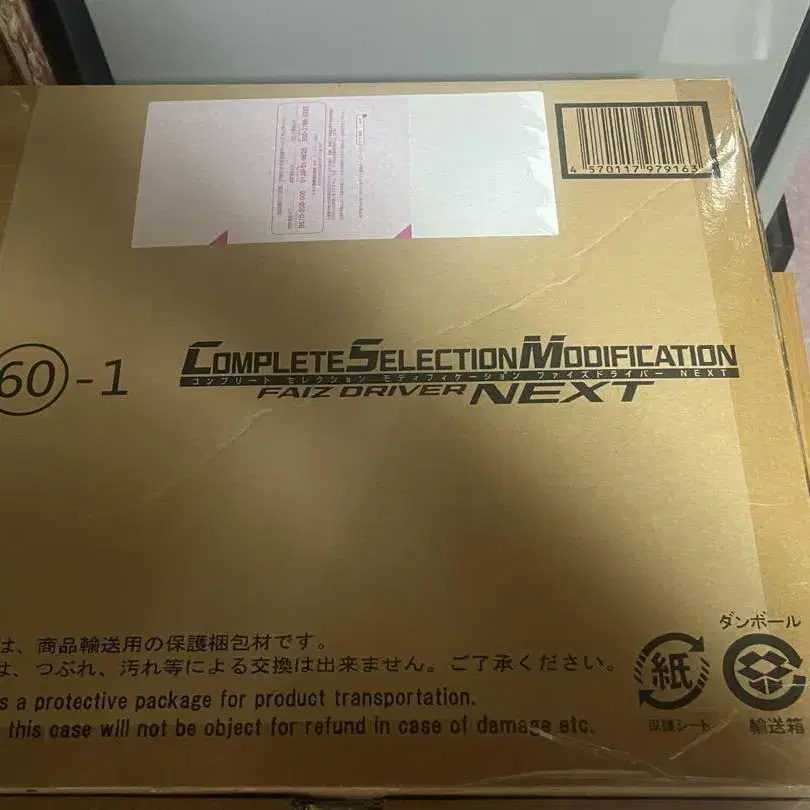 4 570117 979163
60-1
COMPLETE SELECTION MODIFICATION
コンプリート セレクション モディフィケーション ファイズドライバー NEXT
FAIZ DRIVER NEXT
は、商品輸送用の保護梱包材です。
は、つぶれ、汚れ等による交換は出来ません。ご了承ください。
s a protective package for product transportation.
this case will not be object for refund in case of damage etc.
紙
保護シート
ダンボール
輸送箱